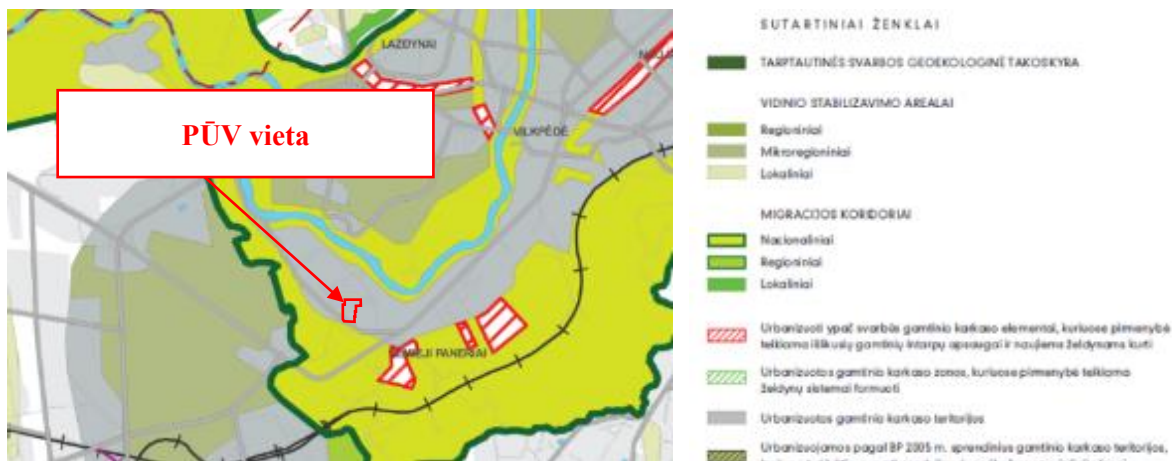 LAZDYNAI
PŪV vieta
VILKPĖDĖ
PANERIAI
SUTARTINIAI ŽENKLAI
TARPTAUTINĖS SVARBOS GEOEKOLOGINĖ TAKOSKYRA
VIDINIO STABILIZAVIMO AREALAI
Regioniniai
Mikroregioniniai
Lokaliniai
MIGRACIJOS KORIDORIAI
Nacionaliniai
Regioniniai
Lokaliniai
Urbanizuoti ypač svarbūs gamtinio karkaso elementai, kuriuose pirmenybė
teikiama išlikusių gamtinių intarpų apsaugai ir naujiems želdynams kurti
Urbanizuotos gamtinio karkaso zonos, kuriuose pirmenybė teikiama
želdynų sistemai formuoti
Urbanizuotos gamtinio karkaso teritorijos
Urbanizuojamos pagal BP 2005 m. sprendinius gamtinio karkaso teritorijos,